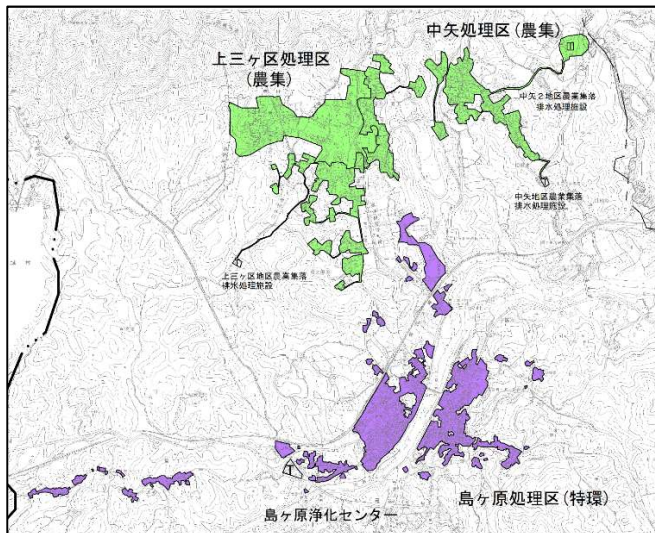 中矢処理区(農集)
上三ヶ区処理区
(農集)
中矢2地区農業集落
排水処理施設
中矢地区農業集落
排水処理施設
上三ヶ区地区農業集落
排水処理施設
島ヶ原処理区(特環)
島ヶ原浄化センター